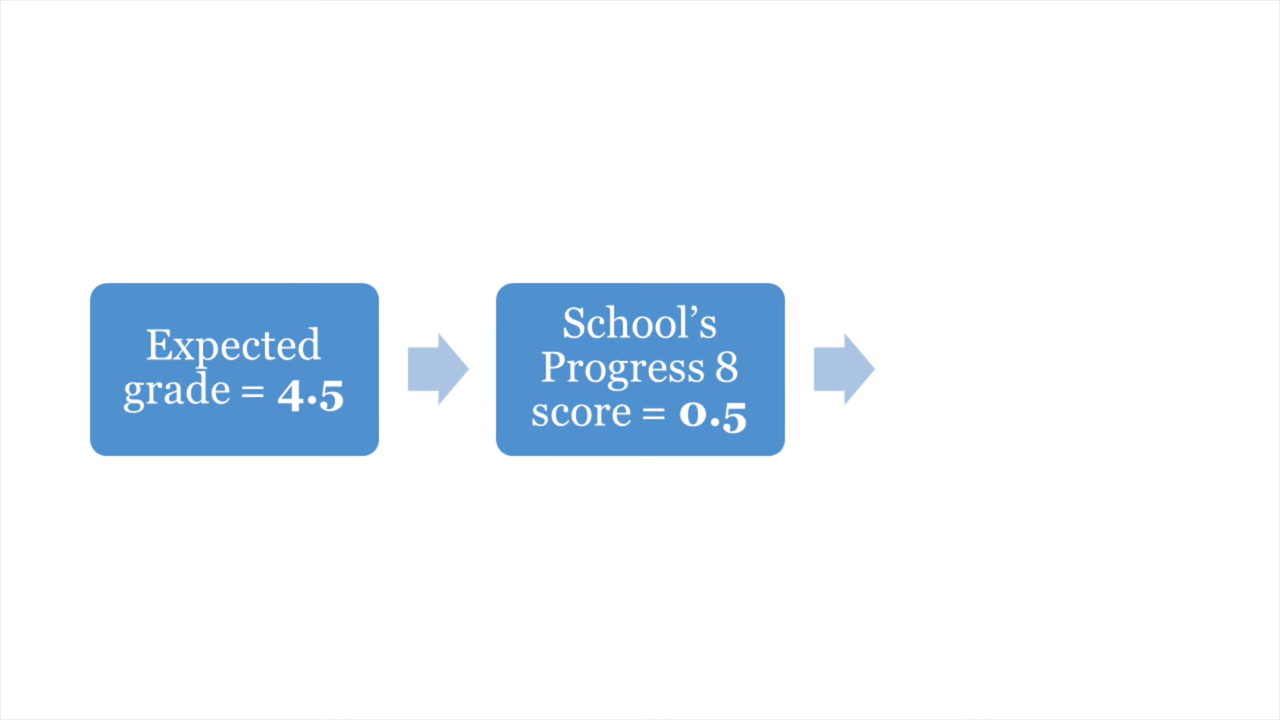 Expected
grade = 4.5
School’s
Progress 8
score = 0.5